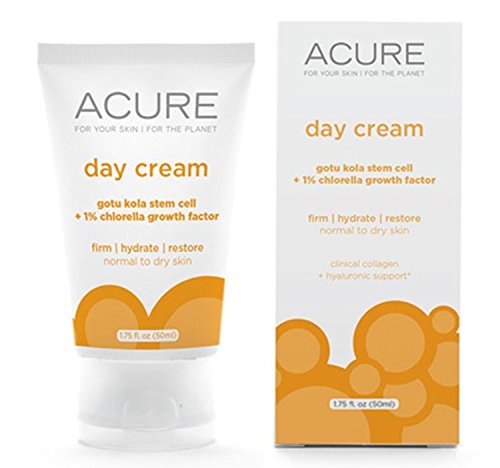 ACURE
FOR YOUR SKIN | FOR THE PLANET
day cream
gotu kola stem cell
+ 1% chlorella growth factor
firm | hydrate | restore
normal to dry skin
1.75 fl. oz (50ml)
ACURE
FOR YOUR SKIN | FOR THE PLANET
day cream
gotu kola stem cell
+ 1% chlorella growth factor
firm | hydrate | restore
normal to dry skin
clinical collagen
+ hyaluronic support*
1.75 fl. oz (50ml)